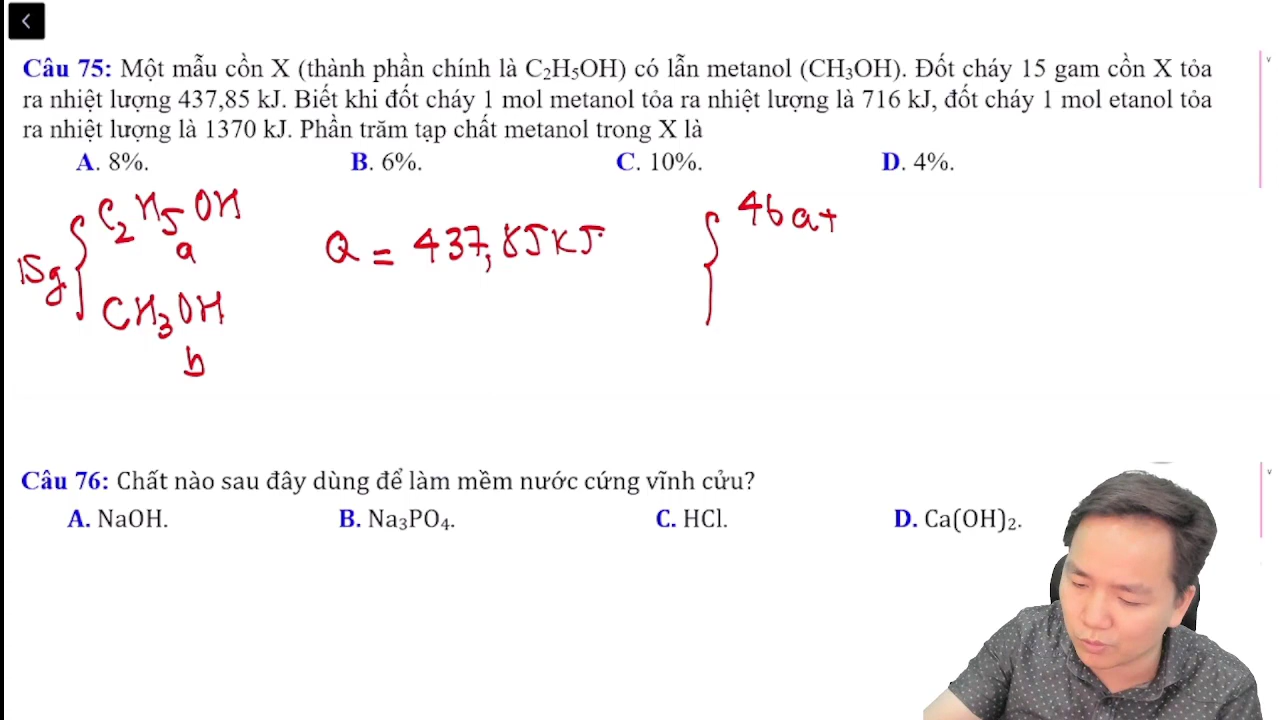 Câu 75: Một mẫu cồn X (thành phần chính là C₂H₅OH) có lẫn metanol (CH₃OH). Đốt cháy 15 gam cồn X tỏa
ra nhiệt lượng 437,85 kJ. Biết khi đốt cháy 1 mol metanol tỏa ra nhiệt lượng là 716 kJ, đốt cháy 1 mol etanol tỏa
ra nhiệt lượng là 1370 kJ. Phần trăm tạp chất metanol trong X là
A. 8%. B. 6%. C. 10%. D. 4%.
15g { C₂H₅OH
a
CH₃OH
b
Q = 437,85 kJ
{ 46a+
Câu 76: Chất nào sau đây dùng để làm mềm nước cứng vĩnh cửu?
A. NaOH. B. Na₃PO₄. C. HCl. D. Ca(OH)₂.